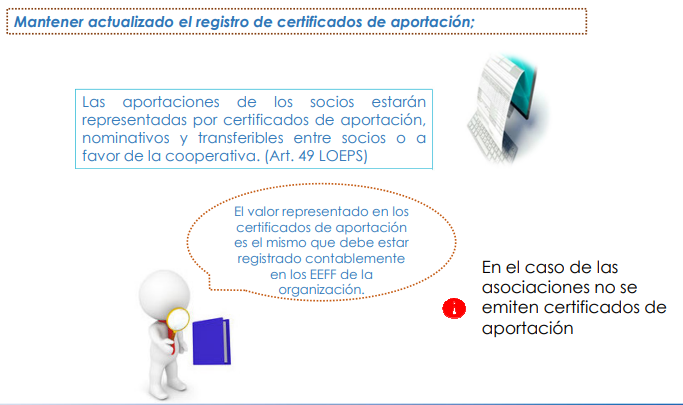 Mantener actualizado el registro de certificados de aportación;
Las aportaciones de los socios estarán
representadas por certificados de aportación,
nominativos y transferibles entre socios o a
favor de la cooperativa. (Art. 49 LOEPS)
El valor representado en los
certificados de aportación
es el mismo que debe estar
registrado contablemente
en los EEFF de la
organización.
En el caso de las
asociaciones no se
emiten certificados de
aportación